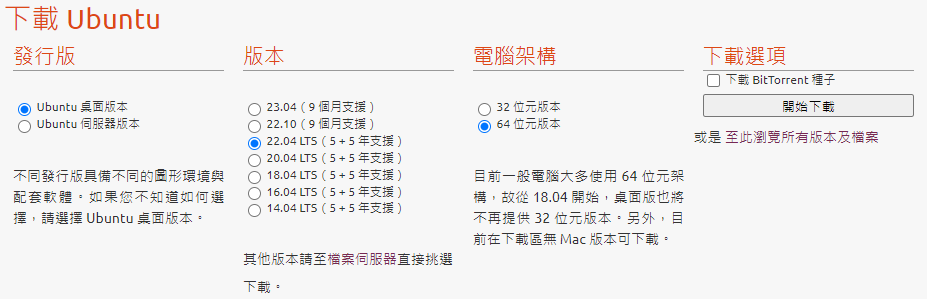 下載 Ubuntu
發行版
Ubuntu 桌面版本
Ubuntu 伺服器版本
不同發行版具備不同的圖形環境與
配套軟體。如果您不知道如何選
擇，請選擇 Ubuntu 桌面版本。
版本
23.04（9 個月支援）
22.10（9 個月支援）
22.04 LTS（5 + 5 年支援）
20.04 LTS（5 + 5 年支援）
18.04 LTS（5 + 5 年支援）
16.04 LTS（5 + 5 年支援）
14.04 LTS（5 + 5 年支援）
其他版本請至檔案伺服器直接挑選
下載。
電腦架構
32 位元版本
64 位元版本
目前一般電腦大多使用 64 位元架
構，故從 18.04 開始，桌面版也將
不再提供 32 位元版本。另外，目
前在下載區無 Mac 版本可下載。
下載選項
下載 BitTorrent 種子
開始下載
或是 至此瀏覽所有版本及檔案